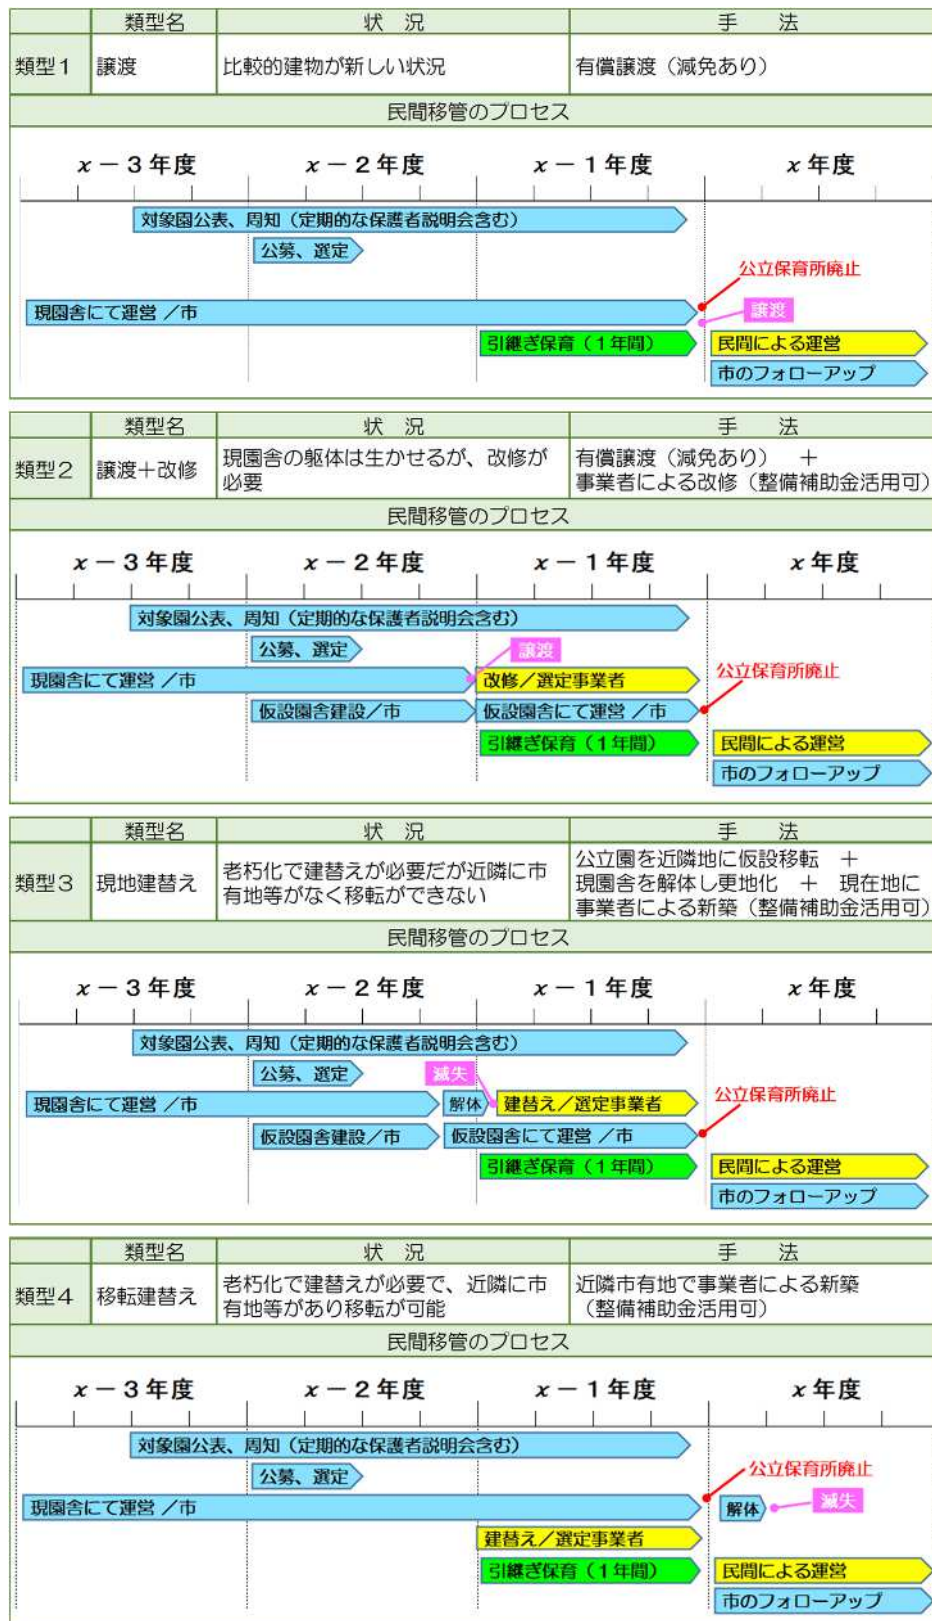 類型名 状　況 手　法
類型１ 譲渡 比較的建物が新しい状況 有償譲渡（減免あり）
民間移管のプロセス
x－３年度 x－２年度 x－１年度 x年度
対象園公表、周知（定期的な保護者説明会含む）
公募、選定
公立保育所廃止
現園舎にて運営 ／市 譲渡
引継ぎ保育（１年間） 民間による運営
市のフォローアップ
類型名 状　況 手　法
類型２ 譲渡＋改修 現園舎の躯体は生かせるが、改修が
必要
有償譲渡（減免あり）　＋
事業者による改修（整備補助金活用可）
民間移管のプロセス
x－３年度 x－２年度 x－１年度 x年度
対象園公表、周知（定期的な保護者説明会含む）
公募、選定 譲渡
現園舎にて運営 ／市 改修／選定事業者 公立保育所廃止
仮設園舎建設／市 仮設園舎にて運営 ／市
引継ぎ保育（１年間） 民間による運営
市のフォローアップ
類型名 状　況 手　法
類型３ 現地建替え 老朽化で建替えが必要だが近隣に市
有地等がなく移転ができない
公立園を近隣地に仮設移転　＋
現園舎を解体し更地化　＋　現在地に
事業者による新築（整備補助金活用可）
民間移管のプロセス
x－３年度 x－２年度 x－１年度 x年度
対象園公表、周知（定期的な保護者説明会含む）
公募、選定 滅失
現園舎にて運営 ／市 解体 建替え／選定事業者 公立保育所廃止
仮設園舎建設／市 仮設園舎にて運営 ／市
引継ぎ保育（１年間） 民間による運営
市のフォローアップ
類型名 状　況 手　法
類型４ 移転建替え 老朽化で建替えが必要で、近隣に市
有地等があり移転が可能
近隣市有地で事業者による新築
（整備補助金活用可）
民間移管のプロセス
x－３年度 x－２年度 x－１年度 x年度
対象園公表、周知（定期的な保護者説明会含む）
公募、選定 公立保育所廃止
現園舎にて運営 ／市 解体 滅失
建替え／選定事業者
引継ぎ保育（１年間） 民間による運営
市のフォローアップ